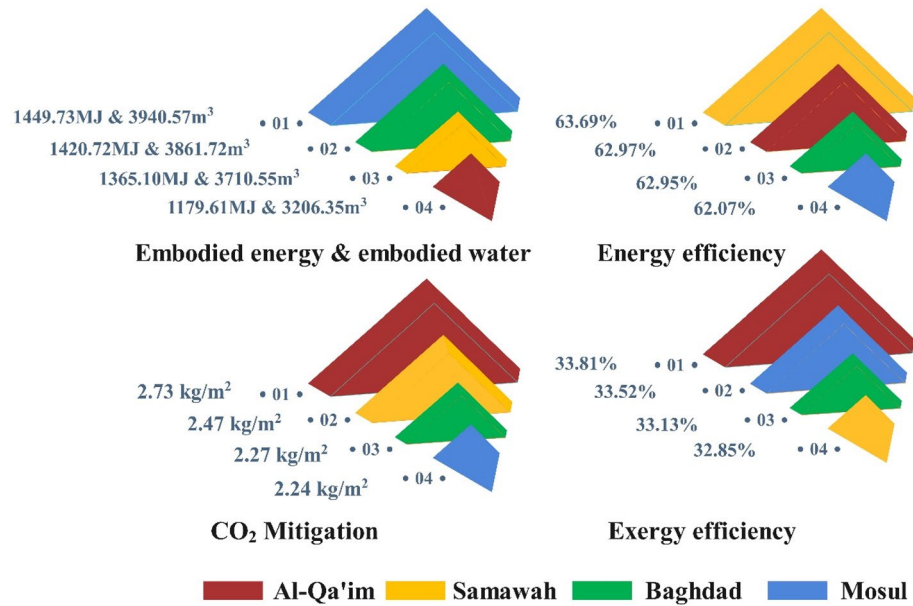 1449.73MJ & 3940.57m³
01
1420.72MJ & 3861.72m³
02
1365.10MJ & 3710.55m³
03
1179.61MJ & 3206.35m³
04
Embodied energy & embodied water
63.69%
01
62.97%
02
62.95%
03
62.07%
04
Energy efficiency
2.73 kg/m²
01
2.47 kg/m²
02
2.27 kg/m²
03
2.24 kg/m²
04
CO₂ Mitigation
33.81%
01
33.52%
02
33.13%
03
32.85%
04
Exergy efficiency
Al-Qa'im
Samawah
Baghdad
Mosul